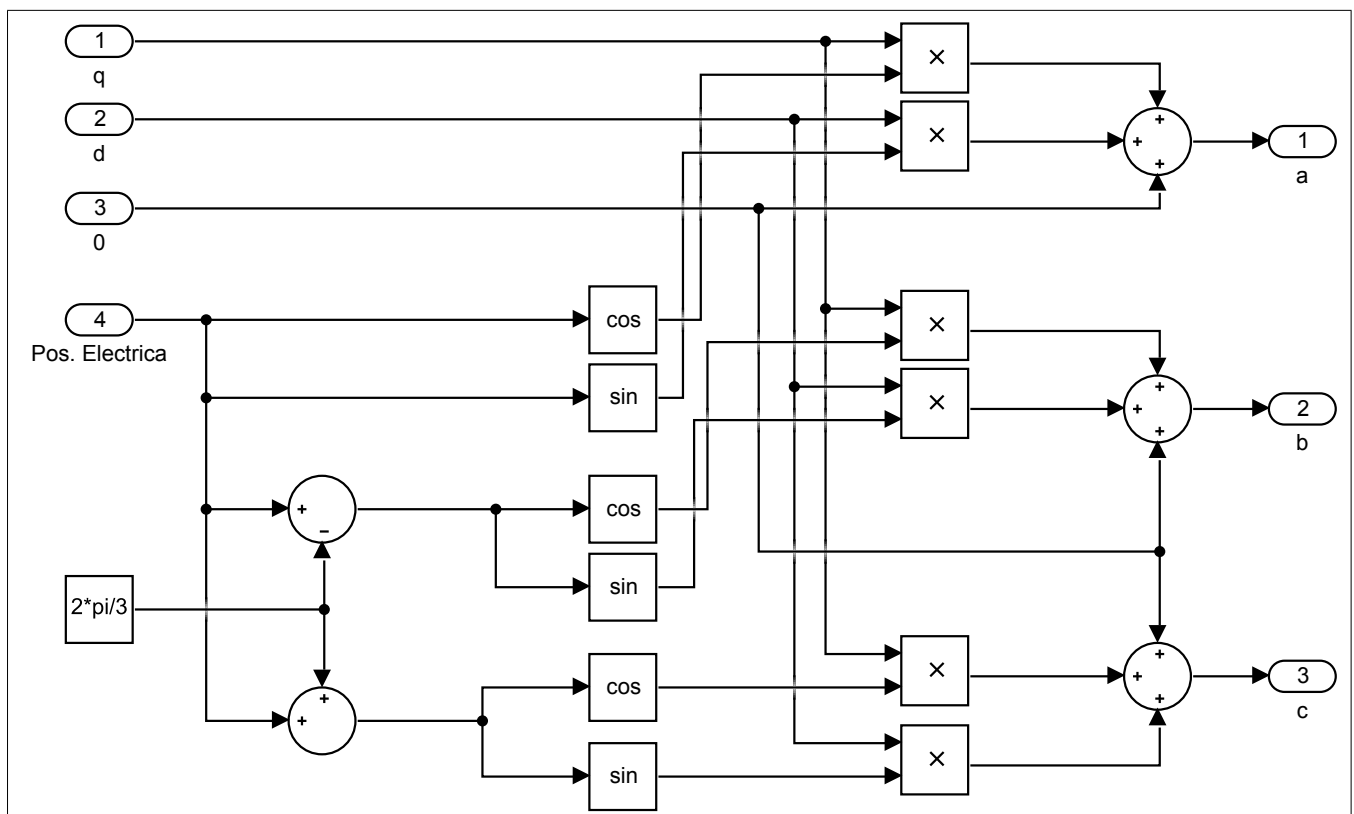 1
q
×
2
d
×
+
+
+
1
a
3
0
4
Pos. Electrica
cos
sin
×
×
+
+
+
2
b
+
−
cos
sin
2*pi/3
+
+
cos
sin
×
×
+
+
+
3
c